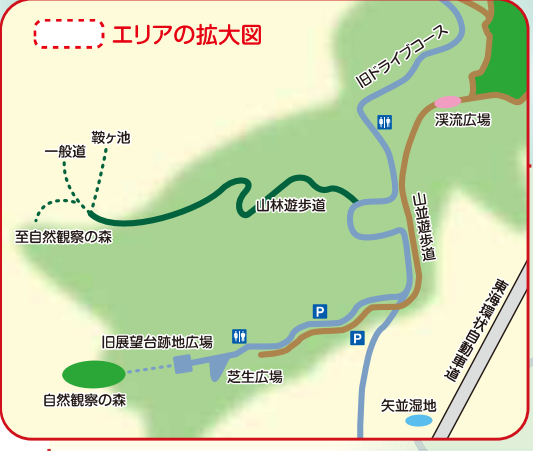 エリアの拡大図
旧ドライブコース
渓流広場
鞍ヶ池
一般道
山林遊歩道
山並遊歩道
至自然観察の森
東海環状自動車道
P
旧展望台跡地広場
P
芝生広場
自然観察の森
矢並湿地